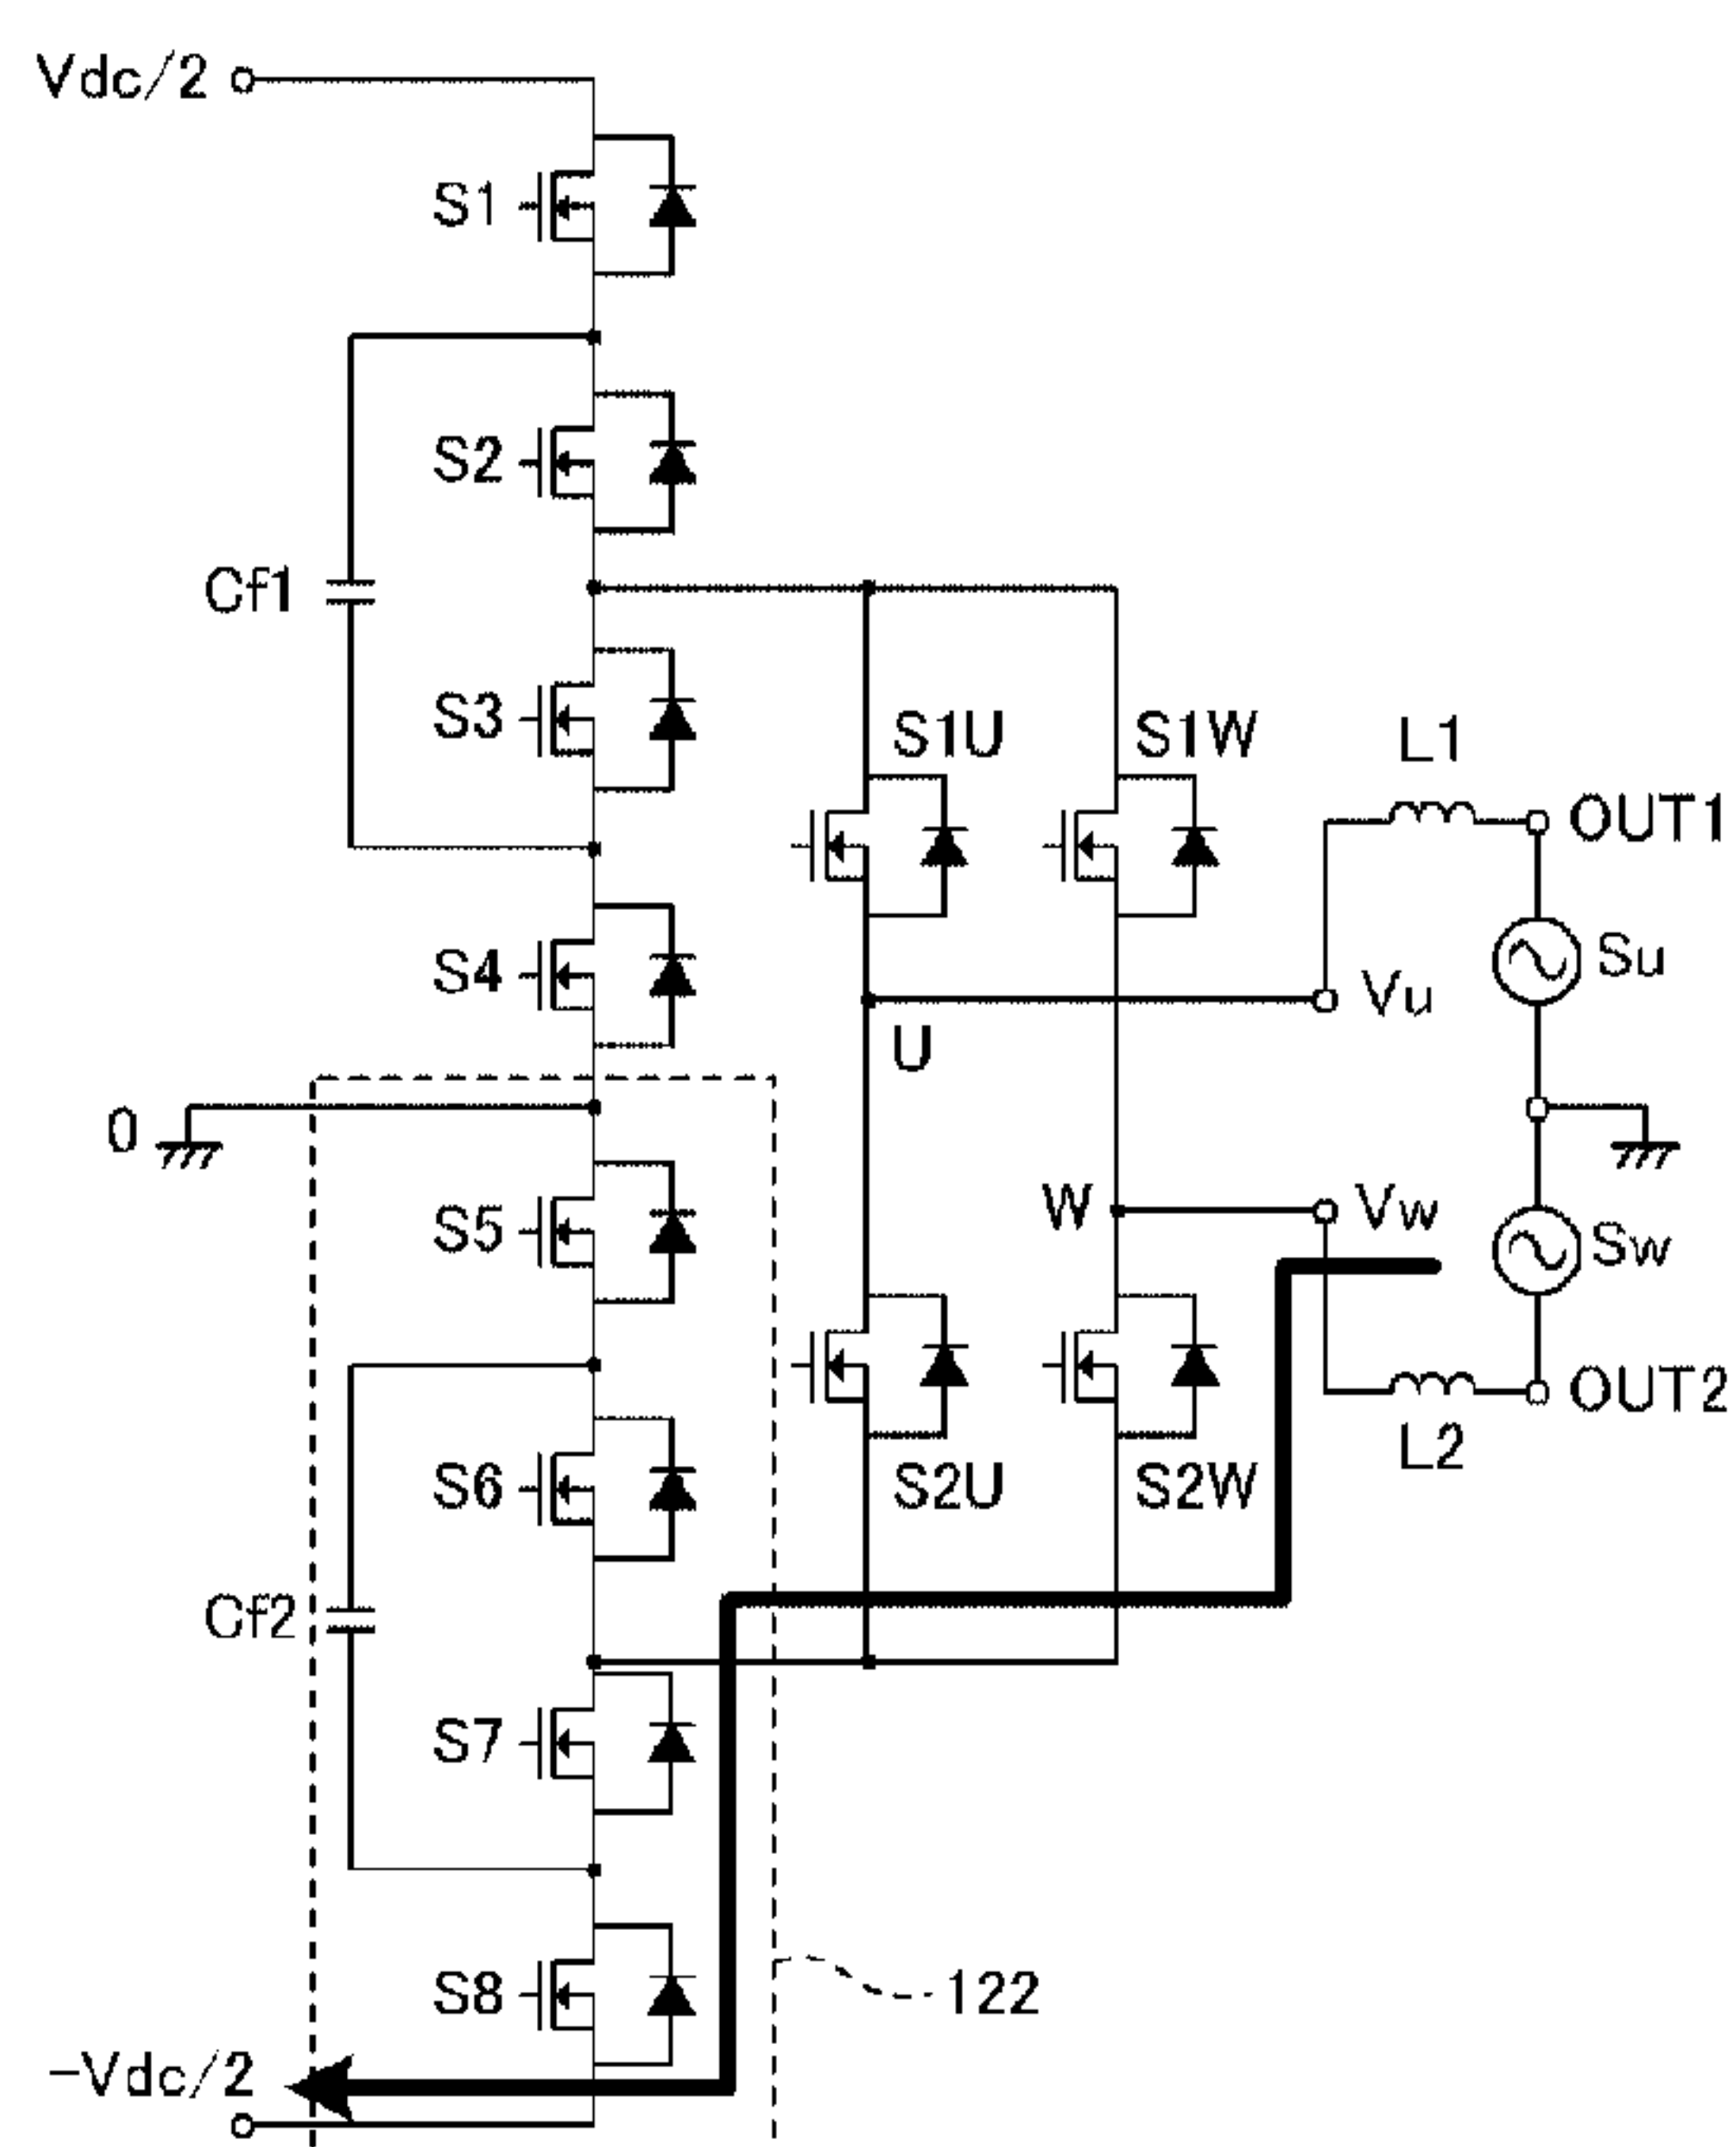 Vdc/2
S1
S2
Cf1
S3
S1U
S1W
L1
OUT1
S4
Su
Vu
U
0
W
Vw
S5
Sw
OUT2
L2
S6
S2U
S2W
Cf2
S7
S8
122
-Vdc/2